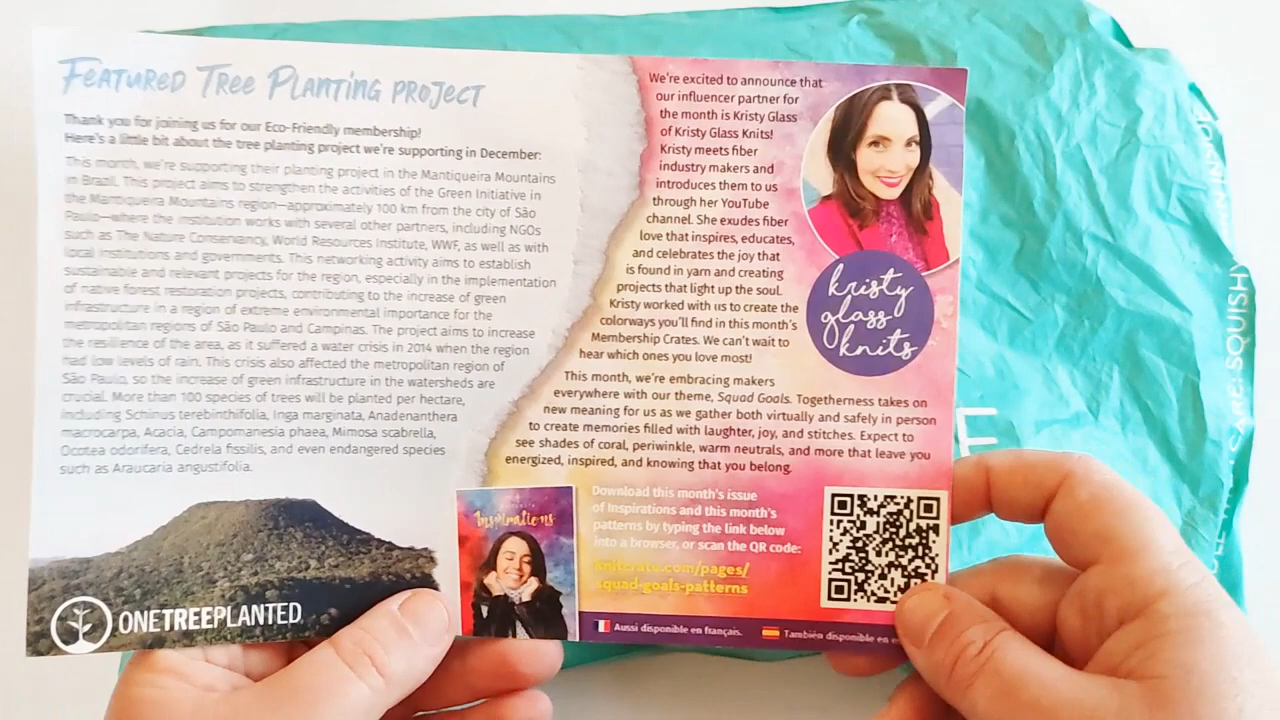 FEATURED TREE PLANTING PROJECT
Thank you for joining us for our Eco-Friendly membership!
Here's a little bit about the tree planting project we're supporting in December:
This month, we're supporting their planting project in the Mantiqueira Mountains
in Brazil. This project aims to strengthen the activities of the Green Initiative in
the Mantiqueira Mountains region—approximately 100 km from the city of São
Paulo—where the institution works with several other partners, including NGOs
such as The Nature Conservancy, World Resources Institute, WWF, as well as with
local institutions and governments. This networking activity aims to establish
sustainable and relevant projects for the region, especially in the implementation
of native forest restoration projects, contributing to the increase of green
infrastructure in a region of extreme environmental importance for the
metropolitan regions of São Paulo and Campinas. The project aims to increase
the resilience of the area, as it suffered a water crisis in 2014 when the region
had low levels of rain. This crisis also affected the metropolitan region of
São Paulo, so the increase of green infrastructure in the watersheds are
crucial. More than 100 species of trees will be planted per hectare,
including Schinus terebinthifolia, Inga marginata, Anadenanthera
macrocarpa, Acacia, Campomanesia phaea, Mimosa scabrella,
Ocotea odorifera, Cedrela fissilis, and even endangered species
such as Araucaria angustifolia.
ONETREEPLANTED
We're excited to announce that
our influencer partner for
the month is Kristy Glass
of Kristy Glass Knits!
Kristy meets fiber
industry makers and
introduces them to us
through her YouTube
channel. She exudes fiber
love that inspires, educates,
and celebrates the joy that
is found in yarn and creating
projects that light up the soul.
Kristy worked with us to create the
colorways you'll find in this month's
Membership Crates. We can't wait to
hear which ones you love most!
kristy
glass
knits
This month, we're embracing makers
everywhere with our theme, Squad Goals. Togetherness takes on
new meaning for us as we gather both virtually and safely in person
to create memories filled with laughter, joy, and stitches. Expect to
see shades of coral, periwinkle, warm neutrals, and more that leave you
energized, inspired, and knowing that you belong.
Inspirations
Download this month's issue
of Inspirations and this month's
patterns by typing the link below
into a browser, or scan the QR code:
knitcrate.com/pages/
squad-goals-patterns
Aussi disponible en français.
También disponible en
SQUISHY
INSIDE